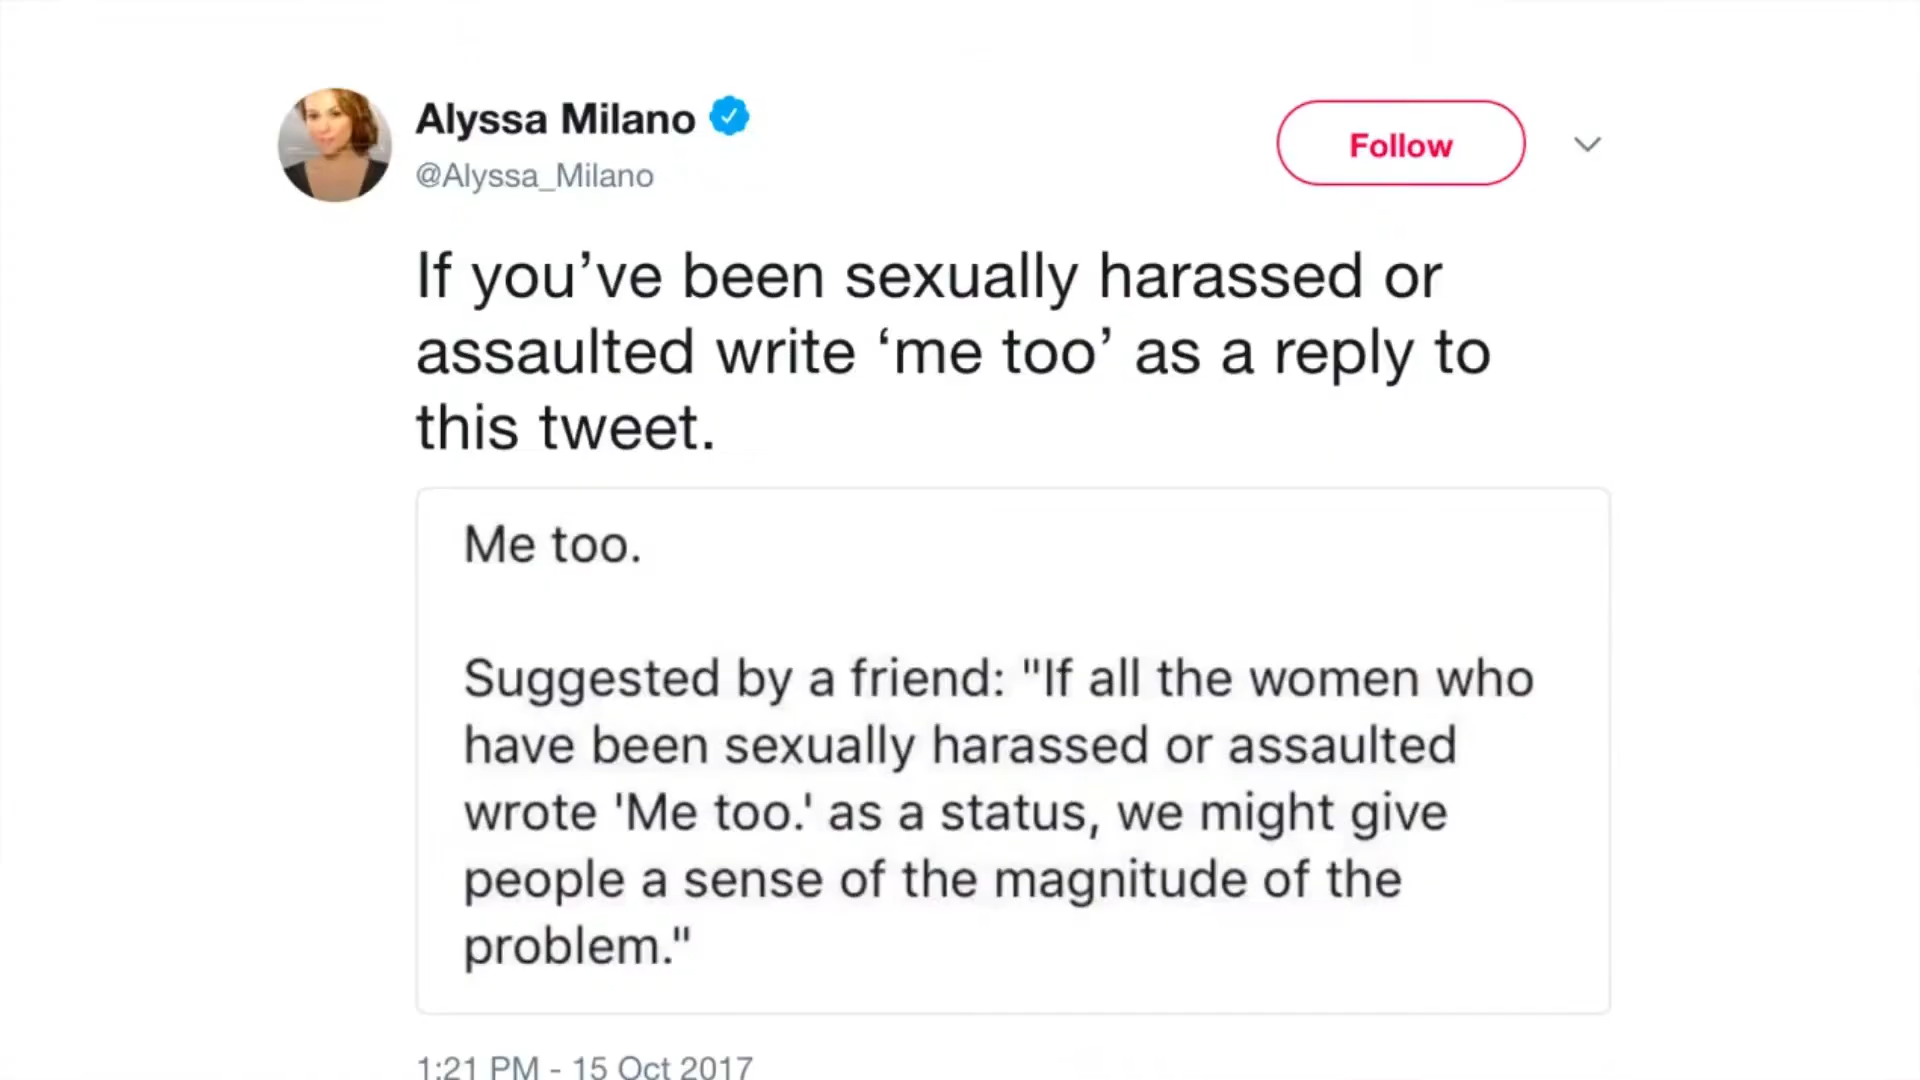 Alyssa Milano
@Alyssa_Milano
Follow
If you’ve been sexually harassed or
assaulted write ‘me too’ as a reply to
this tweet.
Me too.
Suggested by a friend: "If all the women who
have been sexually harassed or assaulted
wrote 'Me too.' as a status, we might give
people a sense of the magnitude of the
problem."
1:21 PM - 15 Oct 2017